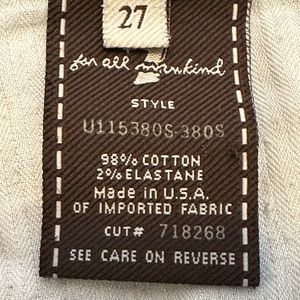 27
for all mankind
STYLE
U115380S-380S
98% COTTON
2% ELASTANE
Made in U.S.A.
OF IMPORTED FABRIC
CUT# 718268
SEE CARE ON REVERSE